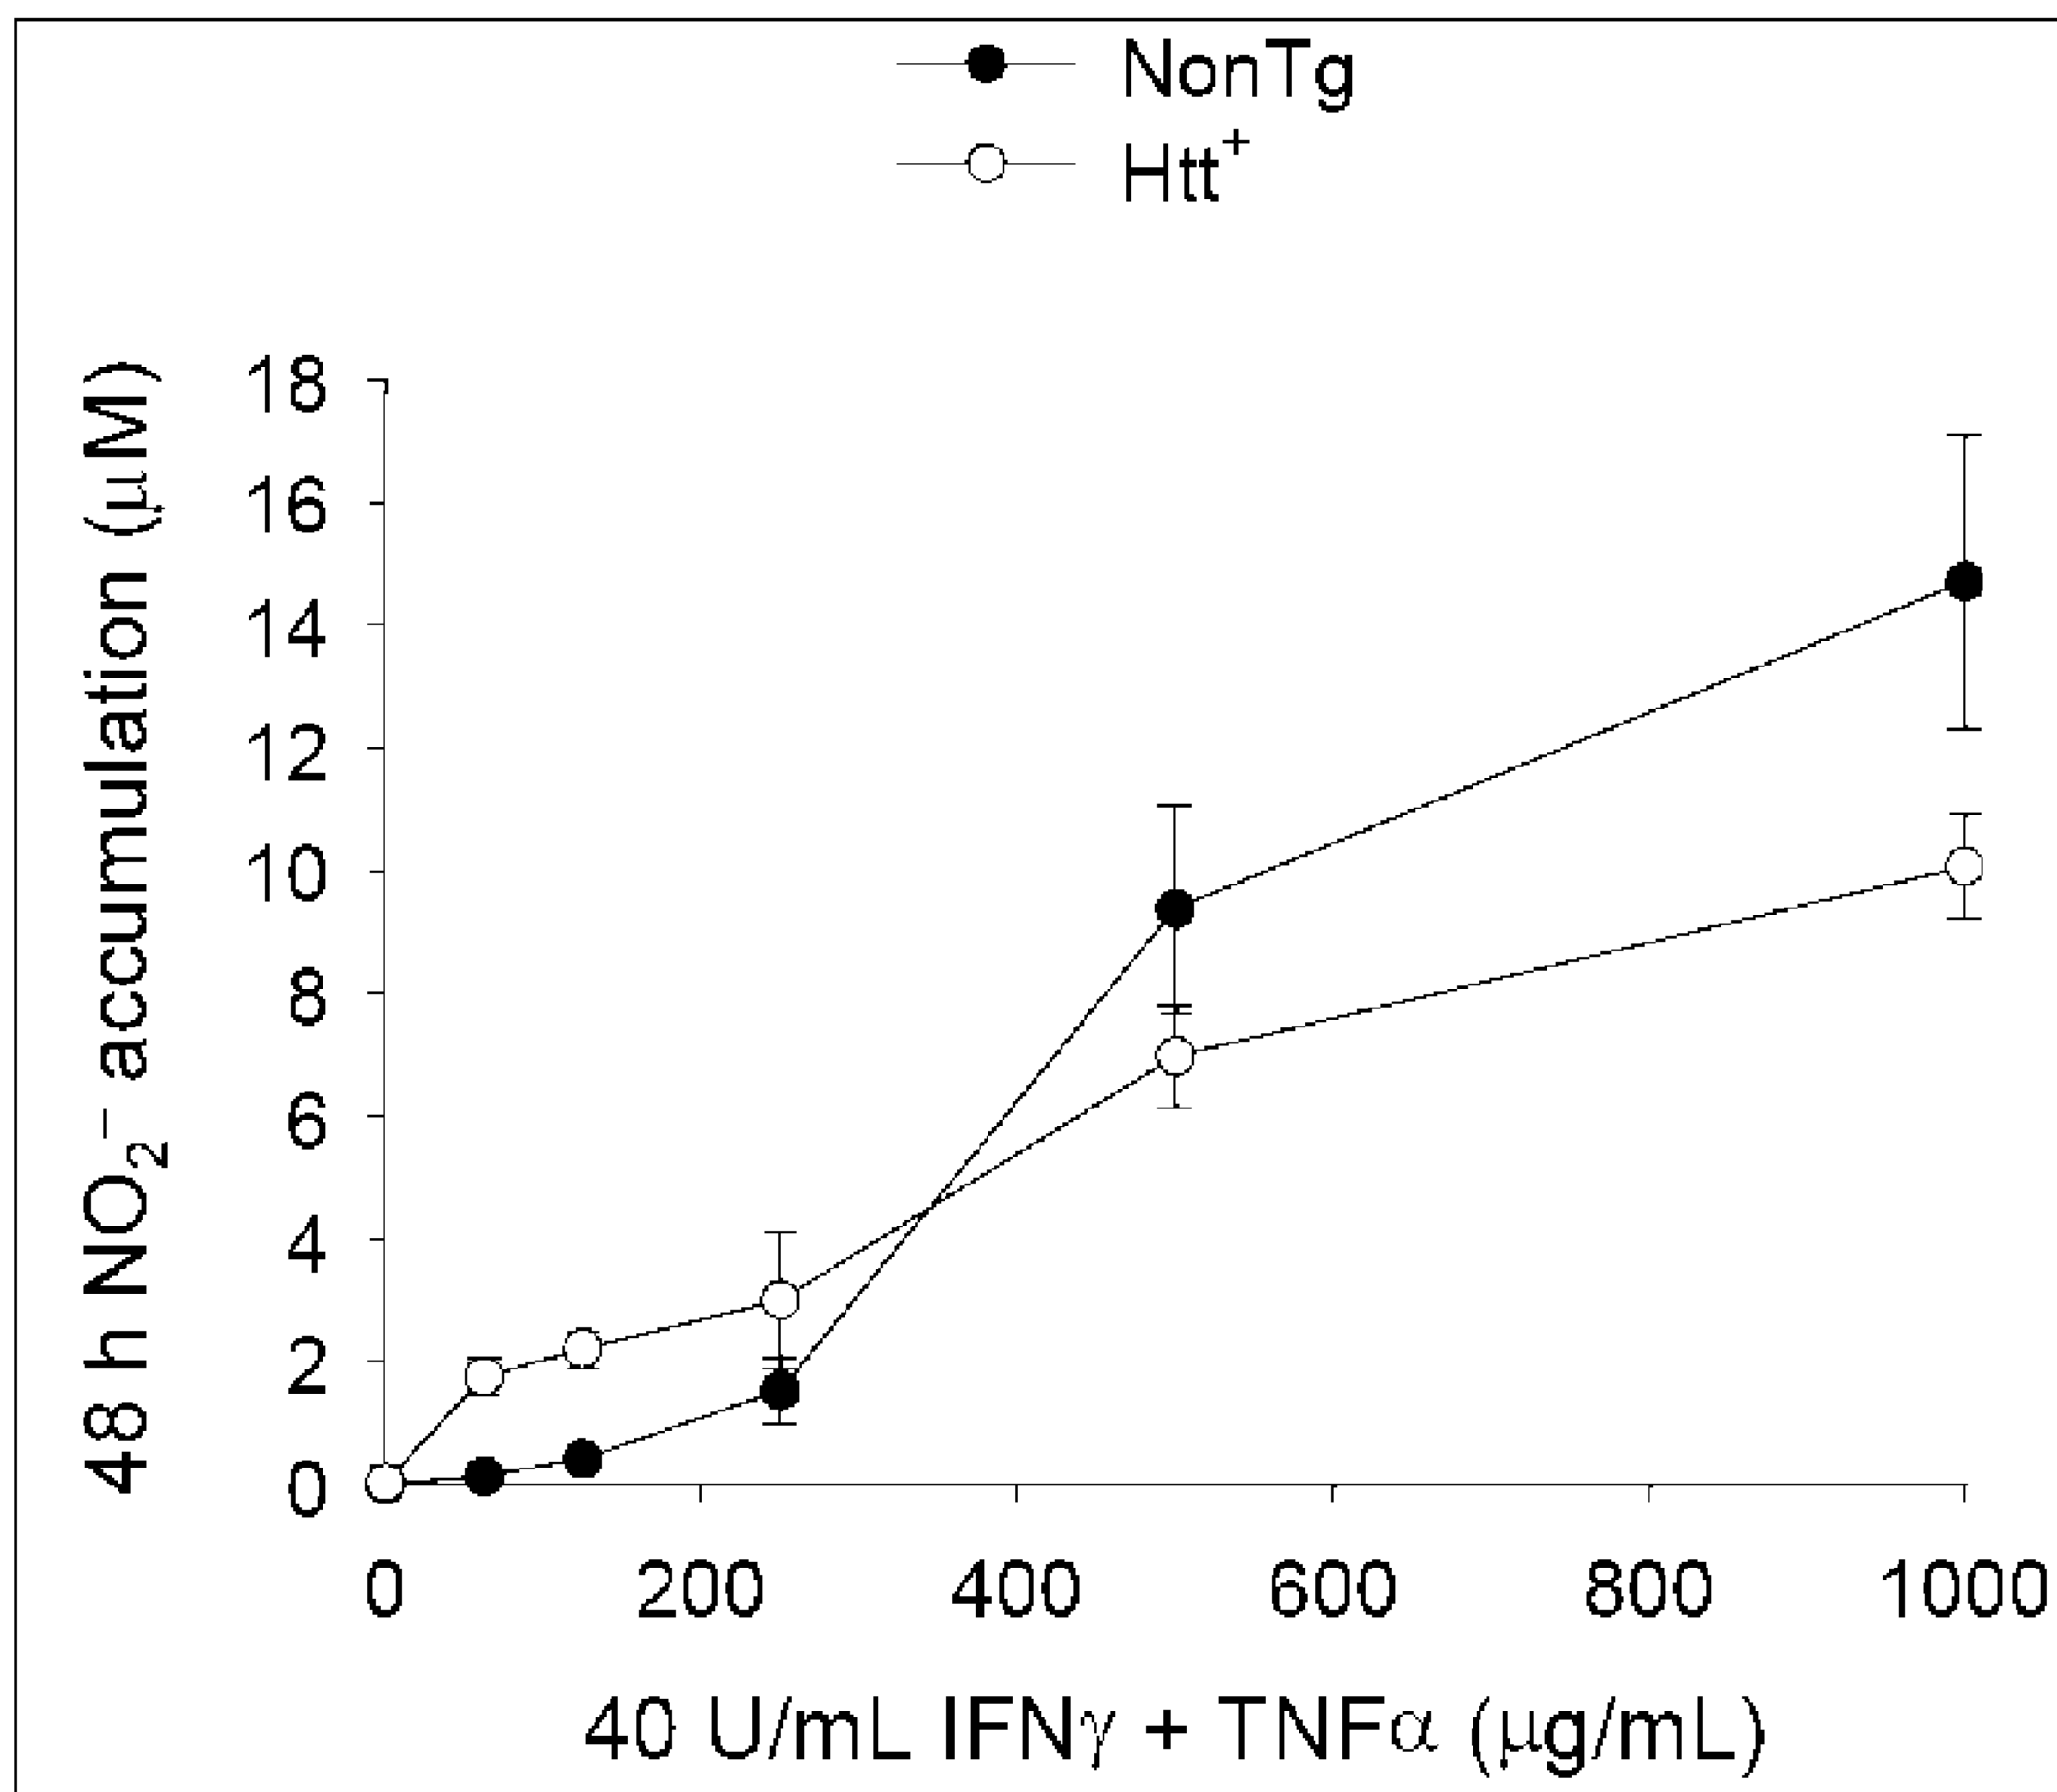 NonTg
Htt⁺
48 h NO₂⁻ accumulation (μM)
18
16
14
12
10
8
6
4
2
0
0 200 400 600 800 1000
40 U/mL IFNγ + TNFα (μg/mL)